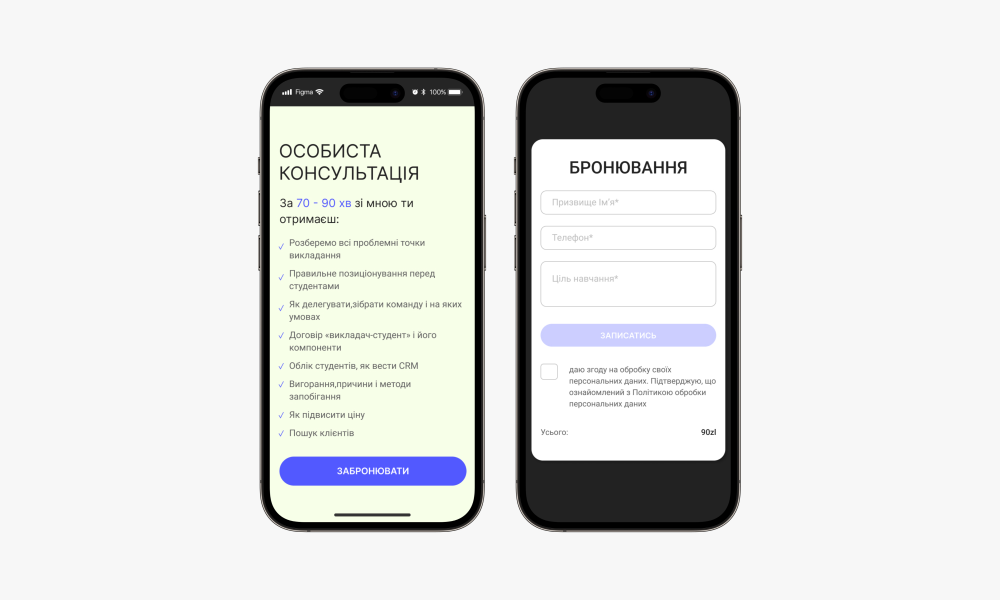 Figma 100%
ОСОБИСТА
КОНСУЛЬТАЦІЯ
За 70 - 90 хв зі мною ти
отримаєш:
Розберемо всі проблемні точки
викладання
Правильне позиціонування перед
студентами
Як делегувати,зібрати команду і на яких
умовах
Договір «викладач-студент» і його
компоненти
Облік студентів, як вести CRM
Вигорання,причини і методи
запобігання
Як підвисити ціну
Пошук клієнтів
ЗАБРОНЮВАТИ
БРОНЮВАННЯ
Призвище Ім'я*
Телефон*
Ціль навчання*
ЗАПИСАТИСЬ
даю згоду на обробку своїх
персональних даних. Підтверджую, що
ознайомлений з Політикою обробки
персональних даних
Усього: 90zl